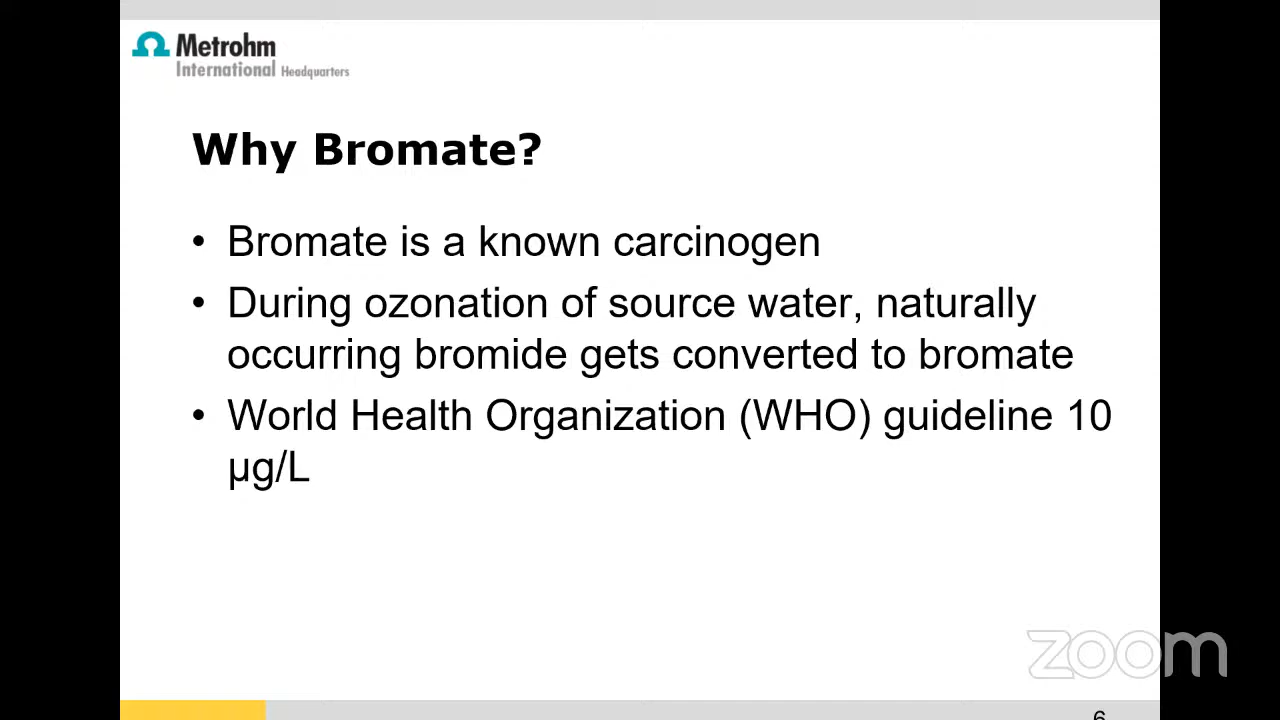 Metrohm
International Headquarters
Why Bromate?
• Bromate is a known carcinogen
• During ozonation of source water, naturally
occurring bromide gets converted to bromate
• World Health Organization (WHO) guideline 10
µg/L
zoom
6